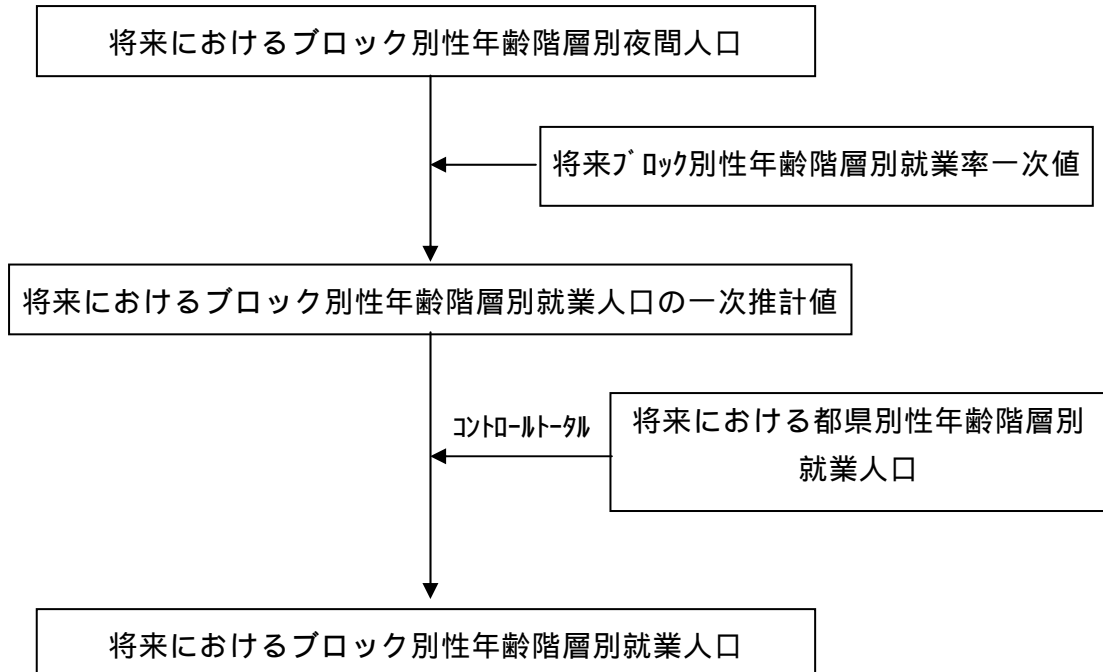 将来におけるブロック別性年齢階層別夜間人口
将来ﾌﾞﾛｯｸ別性年齢階層別就業率一次値
将来におけるブロック別性年齢階層別就業人口の一次推計値
ｺﾝﾄﾛｰﾙﾄｰﾀﾙ
将来における都県別性年齢階層別
就業人口
将来におけるブロック別性年齢階層別就業人口